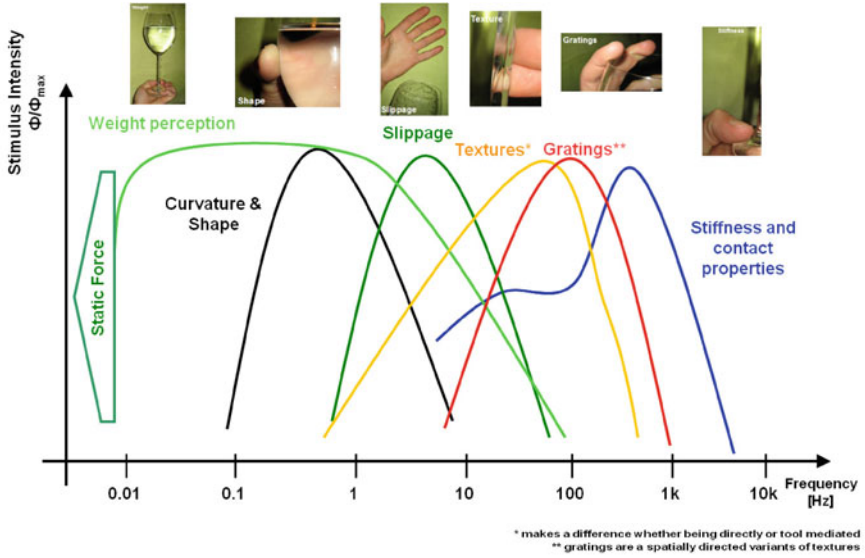 Weight
Shape
Slippage
Texture
Gratings
Stiffness
Stimulus Intensity
Φ/Φmax
Weight perception
Slippage
Textures*
Gratings**
Curvature &
Shape
Stiffness and
contact
properties
Static Force
0.01
0.1
1
10
100
1k
10k
Frequency
[Hz]
* makes a difference whether being directly or tool mediated
** gratings are a spatially directed variants of textures